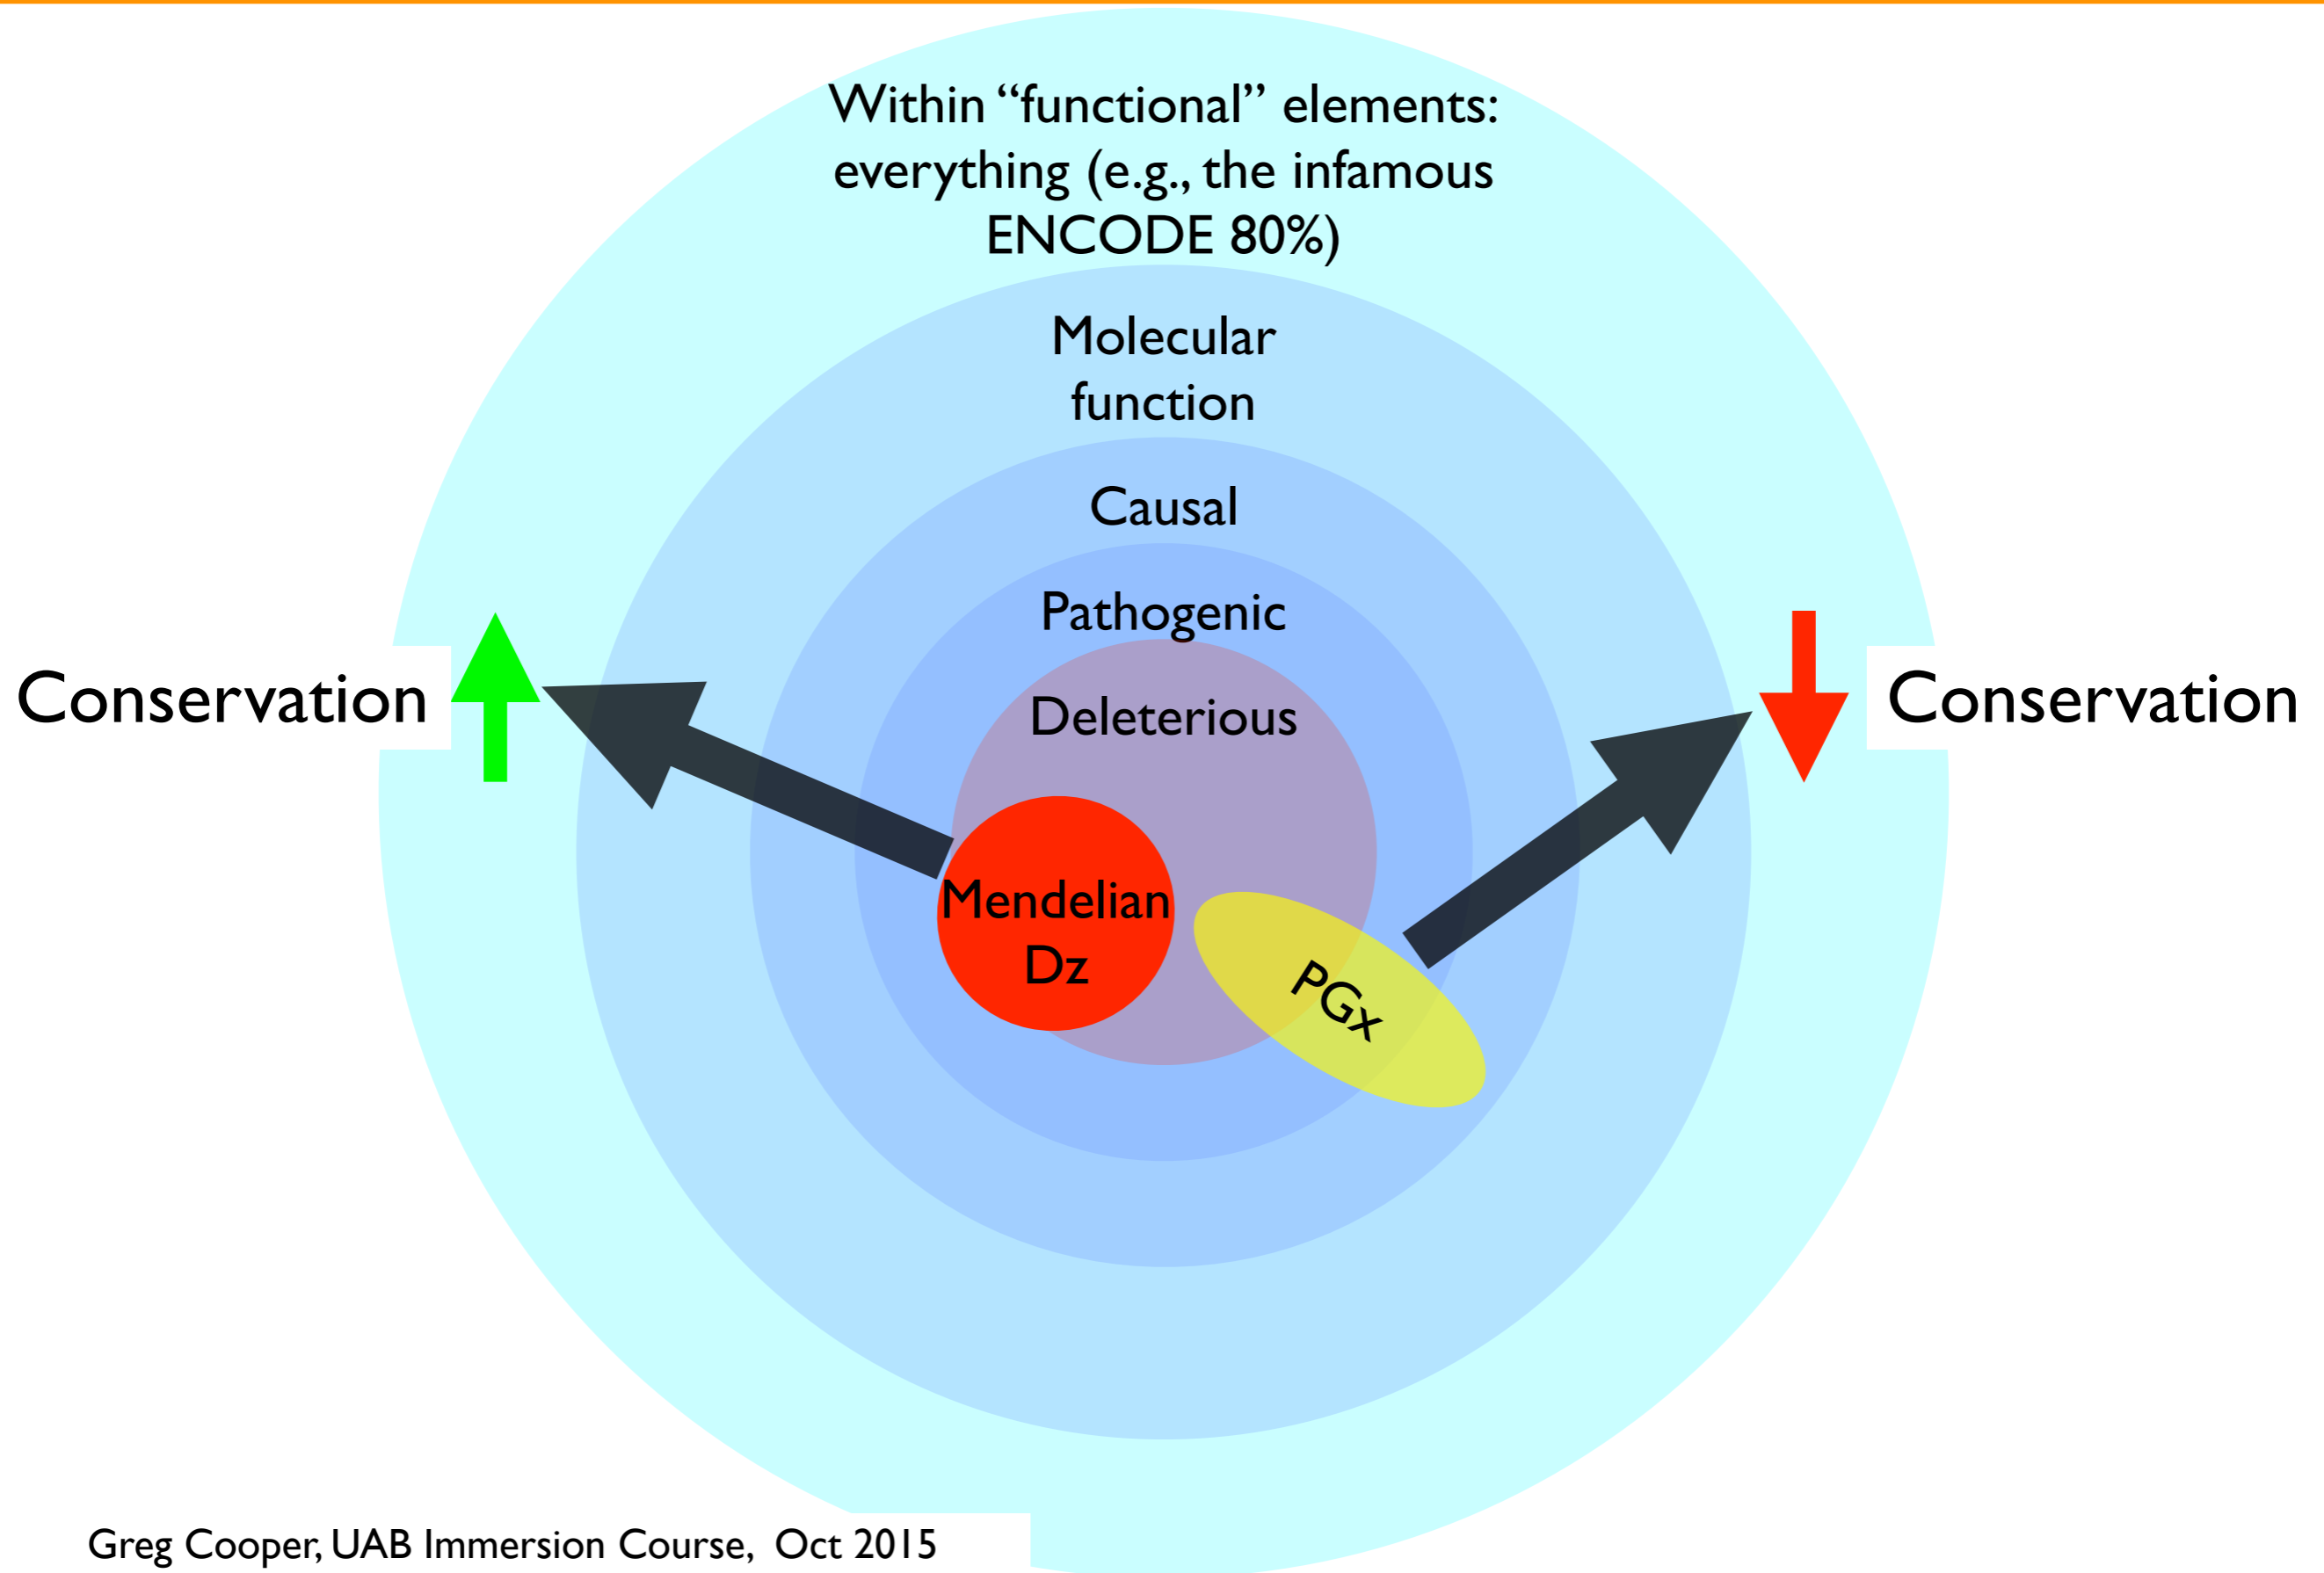 Within “functional” elements:
everything (e.g., the infamous
ENCODE 80%)
Molecular
function
Causal
Pathogenic
Deleterious
Conservation
Conservation
Mendelian
Dz
PGx
Greg Cooper, UAB Immersion Course, Oct 2015